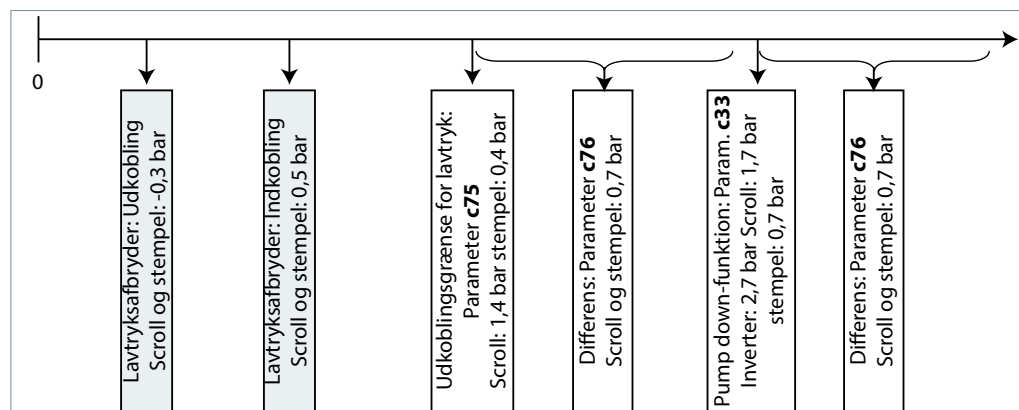 0
Lavtryksafbryder: Udkobling
Scroll og stempel: -0,3 bar
Lavtryksafbryder: Indkobling
Scroll og stempel: 0,5 bar
Udkoblingsgrænse for lavtryk:
Parameter c75
Scroll: 1,4 bar stempel: 0,4 bar
Differens: Parameter c76
Scroll og stempel: 0,7 bar
Pump down-funktion: Param. c33
Inverter: 2,7 bar Scroll: 1,7 bar
stempel: 0,7 bar
Differens: Parameter c76
Scroll og stempel: 0,7 bar